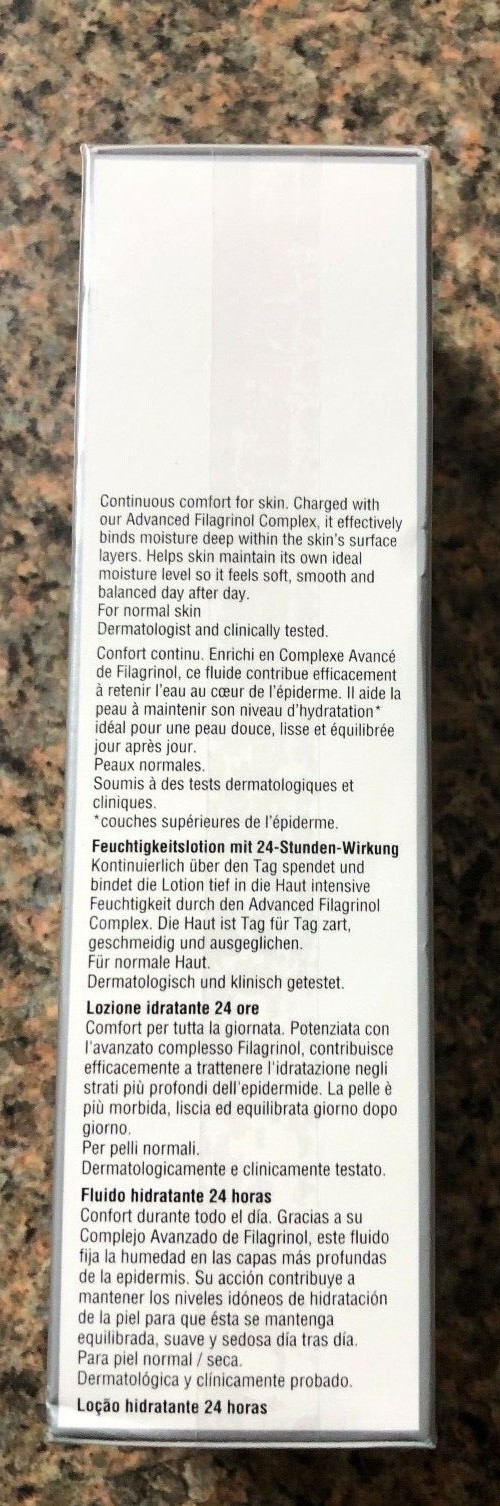 Continuous comfort for skin. Charged with
our Advanced Filagrinol Complex, it effectively
binds moisture deep within the skin's surface
layers. Helps skin maintain its own ideal
moisture level so it feels soft, smooth and
balanced day after day.
For normal skin
Dermatologist and clinically tested.
Confort continu. Enrichi en Complexe Avancé
de Filagrinol, ce fluide contribue efficacement
à retenir l'eau au cœur de l'épiderme. Il aide la
peau à maintenir son niveau d'hydratation*
idéal pour une peau douce, lisse et équilibrée
jour après jour.
Peaux normales.
Soumis à des tests dermatologiques et
cliniques.
*couches supérieures de l'épiderme.
Feuchtigkeitslotion mit 24-Stunden-Wirkung
Kontinuierlich über den Tag spendet und
bindet die Lotion tief in die Haut intensive
Feuchtigkeit durch den Advanced Filagrinol
Complex. Die Haut ist Tag für Tag zart,
geschmeidig und ausgeglichen.
Für normale Haut.
Dermatologisch und klinisch getestet.
Lozione idratante 24 ore
Comfort per tutta la giornata. Potenziata con
l'avanzato complesso Filagrinol, contribuisce
efficacemente a trattenere l'idratazione negli
strati più profondi dell'epidermide. La pelle è
più morbida, liscia ed equilibrata giorno dopo
giorno.
Per pelli normali.
Dermatologicamente e clinicamente testato.
Fluido hidratante 24 horas
Confort durante todo el día. Gracias a su
Complejo Avanzado de Filagrinol, este fluido
fija la humedad en las capas más profundas
de la epidermis. Su acción contribuye a
mantener los niveles idóneos de hidratación
de la piel para que ésta se mantenga
equilibrada, suave y sedosa día tras día.
Para piel normal / seca.
Dermatológica y clínicamente probado.
Loção hidratante 24 horas